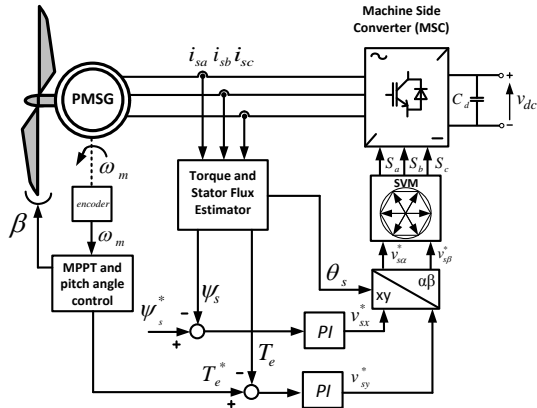 Machine Side
Converter (MSC)
i_sa i_sb i_sc
PMSG
~
+
C_d
v_dc
−
−
ω_m
S_a S_b S_c
SVM
encoder
Torque and
Stator Flux
Estimator
β
ω_m
v*_sα v*_sβ
MPPT and
pitch angle
control
θ_s
αβ
xy
ψ_s
ψ*_s
−
+
PI
v*_sx
T_e
T*_e
−
+
PI
v*_sy